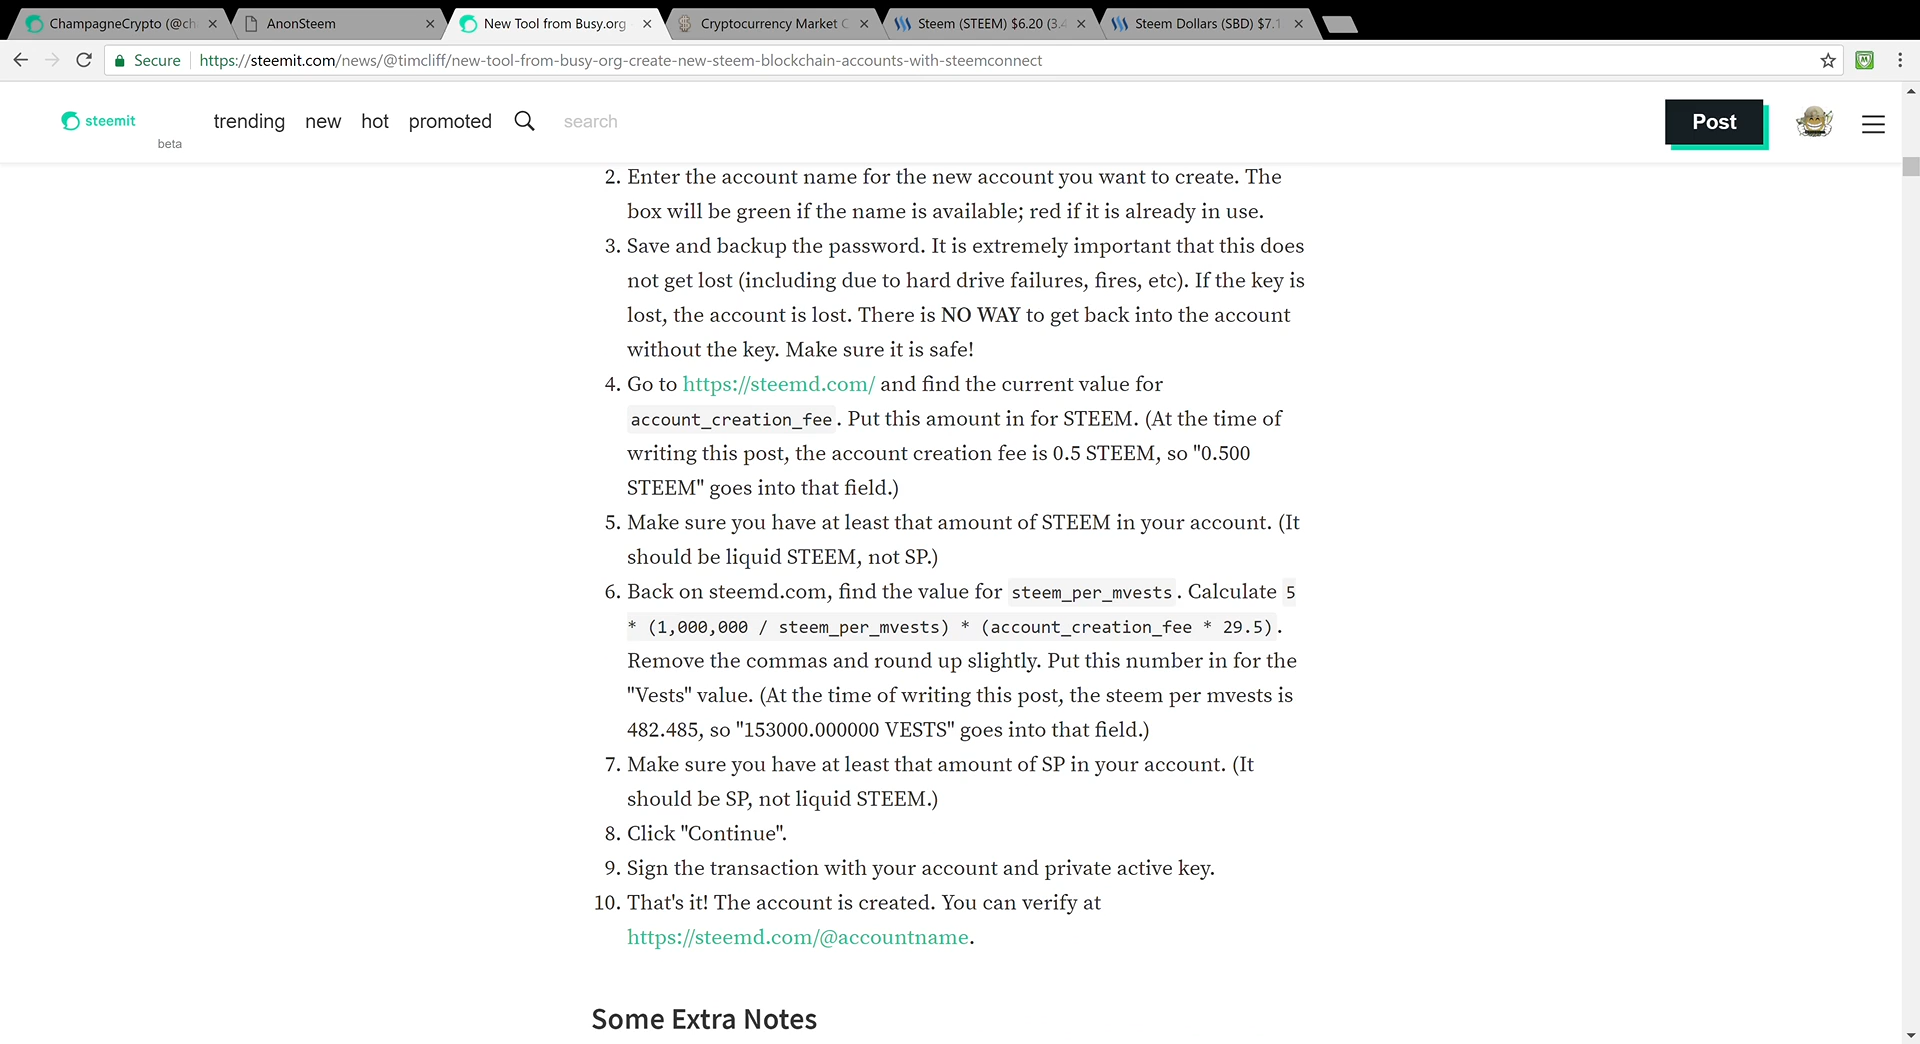 ChampagneCrypto (@ch
AnonSteem
New Tool from Busy.org
Cryptocurrency Market C
Steem (STEEM) $6.20 (3.4
Steem Dollars (SBD) $7.1
Secure https://steemit.com/news/@timcliff/new-tool-from-busy-org-create-new-steem-blockchain-accounts-with-steemconnect
steemit beta
trending new hot promoted search
Post
2. Enter the account name for the new account you want to create. The
box will be green if the name is available; red if it is already in use.
3. Save and backup the password. It is extremely important that this does
not get lost (including due to hard drive failures, fires, etc). If the key is
lost, the account is lost. There is NO WAY to get back into the account
without the key. Make sure it is safe!
4. Go to https://steemd.com/ and find the current value for
account_creation_fee. Put this amount in for STEEM. (At the time of
writing this post, the account creation fee is 0.5 STEEM, so "0.500
STEEM" goes into that field.)
5. Make sure you have at least that amount of STEEM in your account. (It
should be liquid STEEM, not SP.)
6. Back on steemd.com, find the value for steem_per_mvests. Calculate 5
* (1,000,000 / steem_per_mvests) * (account_creation_fee * 29.5).
Remove the commas and round up slightly. Put this number in for the
"Vests" value. (At the time of writing this post, the steem per mvests is
482.485, so "153000.000000 VESTS" goes into that field.)
7. Make sure you have at least that amount of SP in your account. (It
should be SP, not liquid STEEM.)
8. Click "Continue".
9. Sign the transaction with your account and private active key.
10. That's it! The account is created. You can verify at
https://steemd.com/@accountname.
Some Extra Notes